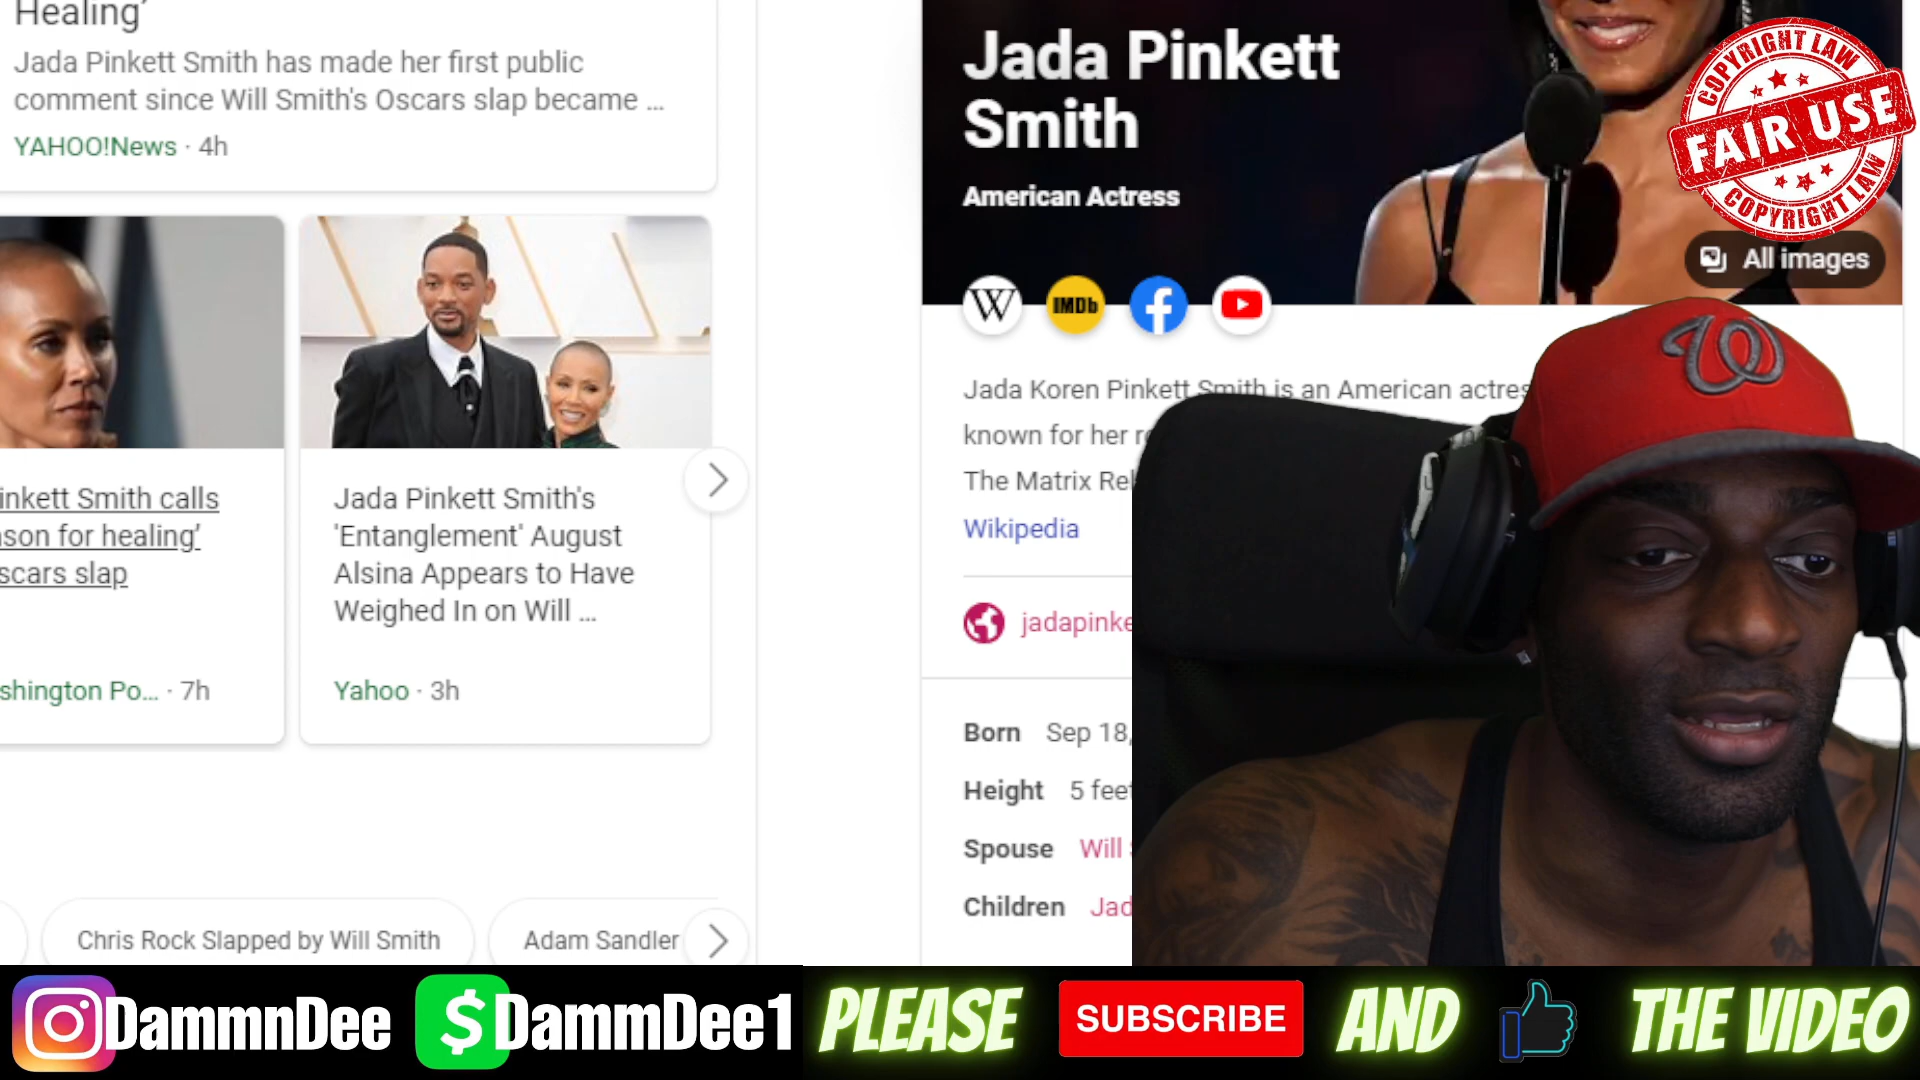 Healing'
Jada Pinkett Smith has made her first public
comment since Will Smith's Oscars slap became ...
YAHOO!News · 4h
inkett Smith calls
son for healing'
scars slap
shington Po... · 7h
Jada Pinkett Smith's
'Entanglement' August
Alsina Appears to Have
Weighed In on Will ...
Yahoo · 3h
Chris Rock Slapped by Will Smith
Adam Sandler
Jada Pinkett
Smith
American Actress
COPYRIGHT LAW
FAIR USE
COPYRIGHT LAW
All images
W
IMDb
Jada Koren Pinkett Smith is an American actres
known for her r
The Matrix Rel
Wikipedia
jadapinke
Born Sep 18,
Height 5 feet
Spouse Will
Children Jad
W
DammnDee
$ DammDee1
PLEASE
SUBSCRIBE
AND
THE VIDEO